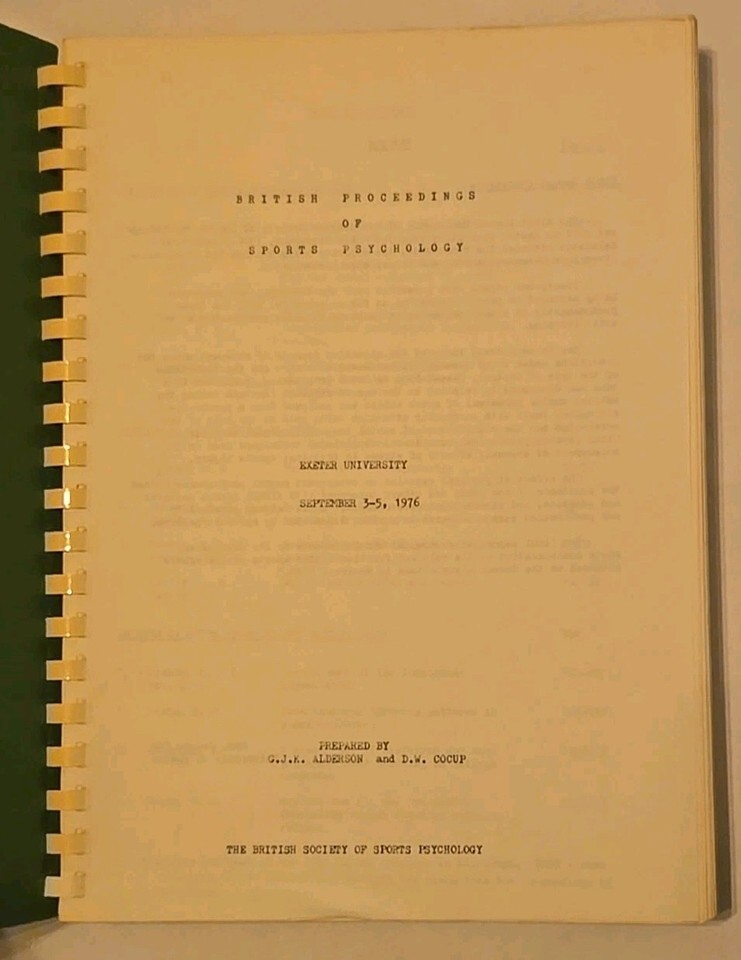 BRITISH PROCEEDINGS
OF
SPORTS PSYCHOLOGY
EXETER UNIVERSITY
SEPTEMBER 3-5, 1976
PREPARED BY
G.J.K. ALDERSON and D.W. COCUP
THE BRITISH SOCIETY OF SPORTS PSYCHOLOGY